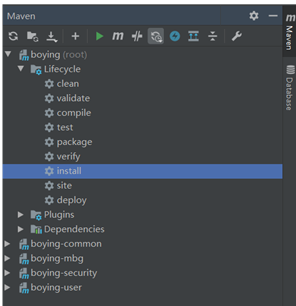 Maven
boying (root)
Lifecycle
clean
validate
compile
test
package
verify
install
site
deploy
Plugins
Dependencies
boying-common
boying-mbg
boying-security
boying-user
m
Maven
Database